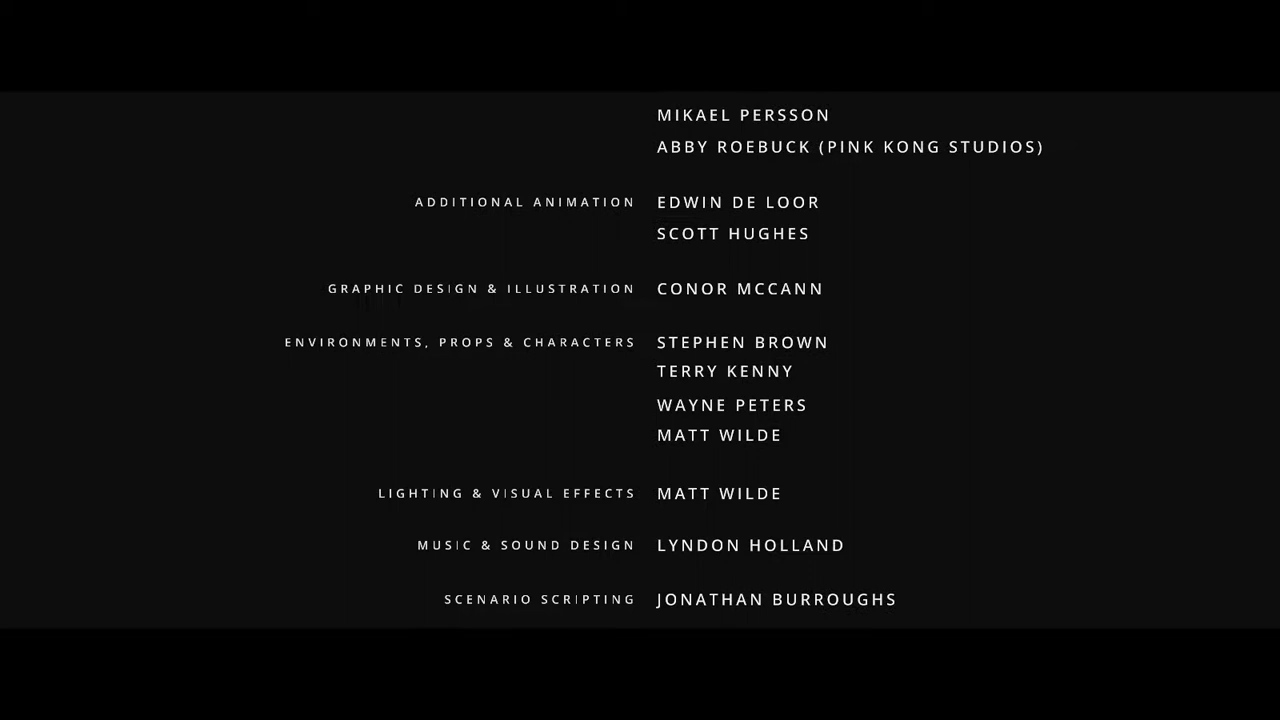 MIKAEL PERSSON
ABBY ROEBUCK (PINK KONG STUDIOS)
ADDITIONAL ANIMATION EDWIN DE LOOR
SCOTT HUGHES
GRAPHIC DESIGN & ILLUSTRATION CONOR MCCANN
ENVIRONMENTS, PROPS & CHARACTERS STEPHEN BROWN
TERRY KENNY
WAYNE PETERS
MATT WILDE
LIGHTING & VISUAL EFFECTS MATT WILDE
MUSIC & SOUND DESIGN LYNDON HOLLAND
SCENARIO SCRIPTING JONATHAN BURROUGHS